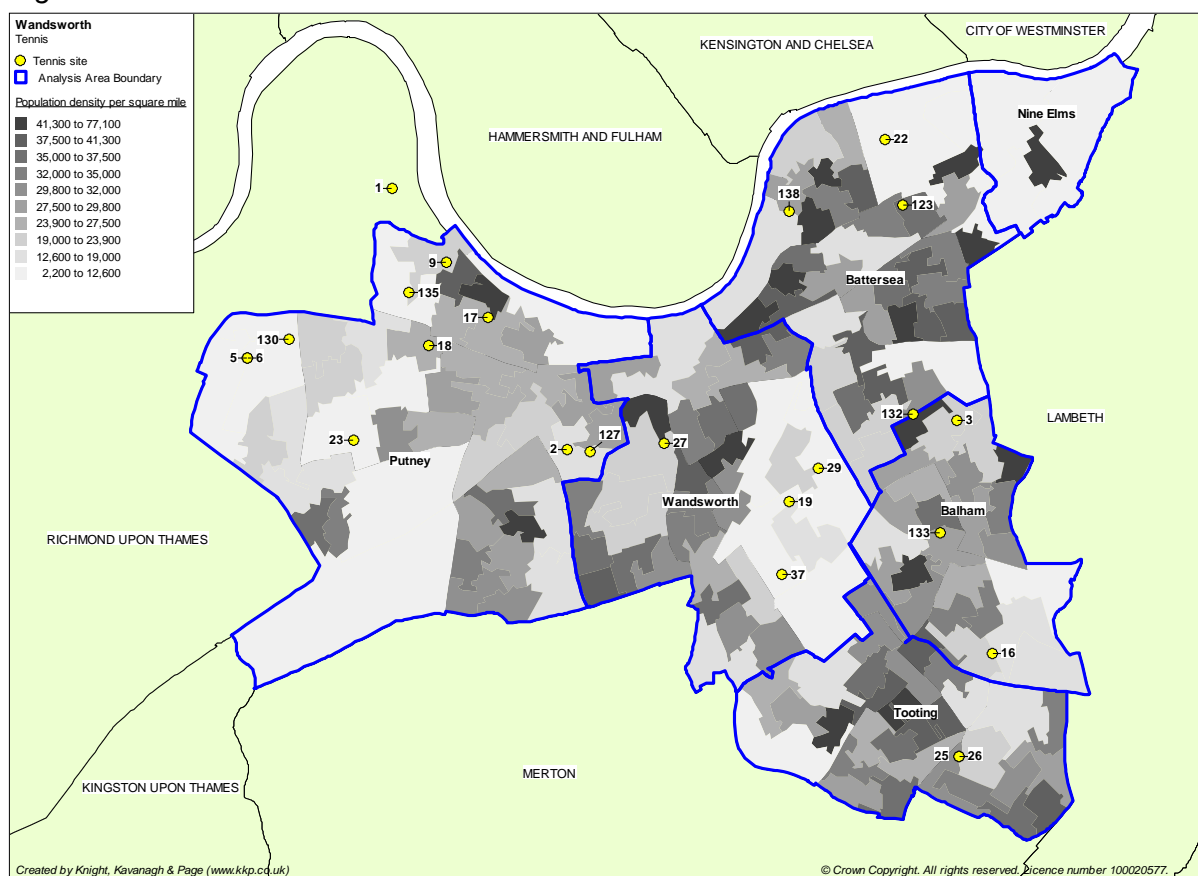 Wandsworth
Tennis
Tennis site
Analysis Area Boundary
Population density per square mile
41,300 to 77,100
37,500 to 41,300
35,000 to 37,500
32,000 to 35,000
29,800 to 32,000
27,500 to 29,800
23,900 to 27,500
19,000 to 23,900
12,600 to 19,000
2,200 to 12,600
CITY OF WESTMINSTER
KENSINGTON AND CHELSEA
HAMMERSMITH AND FULHAM
Nine Elms
22
1
138
123
9
Battersea
135
17
130
18
5 6
132
3
LAMBETH
23
2
127
27
Putney
29
Wandsworth
19
Balham
133
RICHMOND UPON THAMES
37
16
Tooting
25 26
MERTON
KINGSTON UPON THAMES
Created by Knight, Kavanagh & Page (www.kkp.co.uk)
© Crown Copyright. All rights reserved. Licence number 100020577.